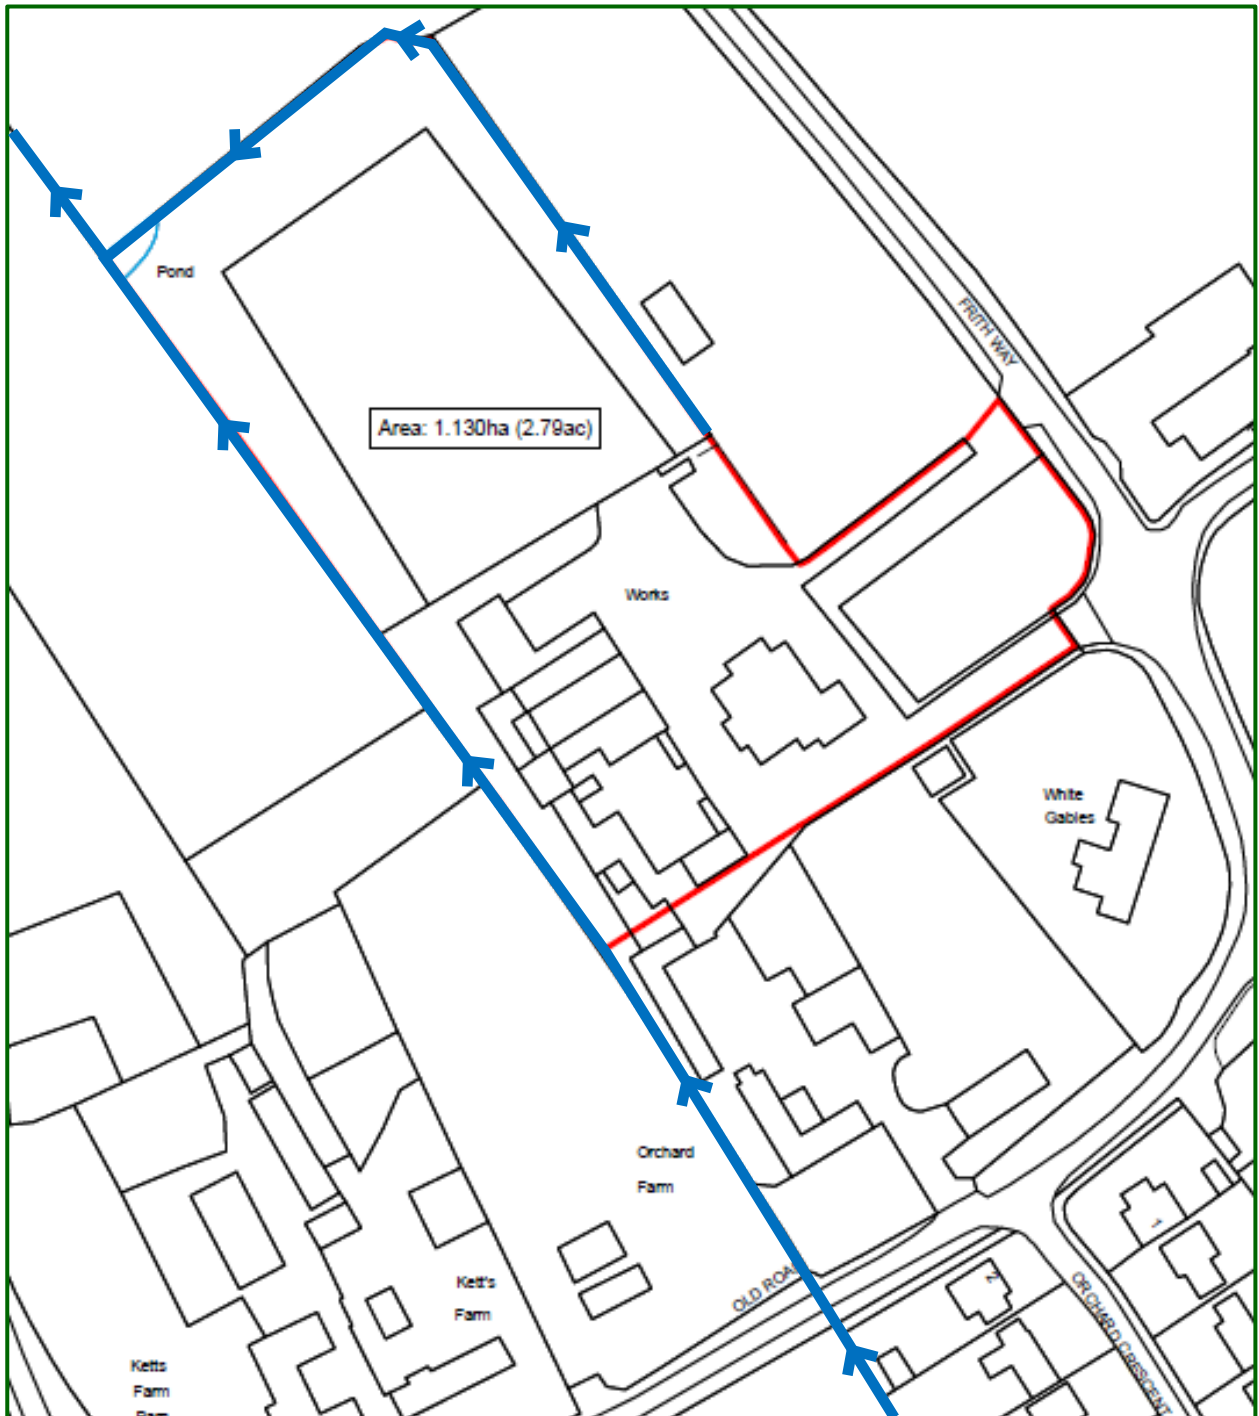 Pond
FRITH WAY
Area: 1.130ha (2.79ac)
Works
White
Gables
Orchard
Farm
1
Kett's
Farm
OLD ROAD
2
ORCHARD CRESCENT
Ketts
Farm